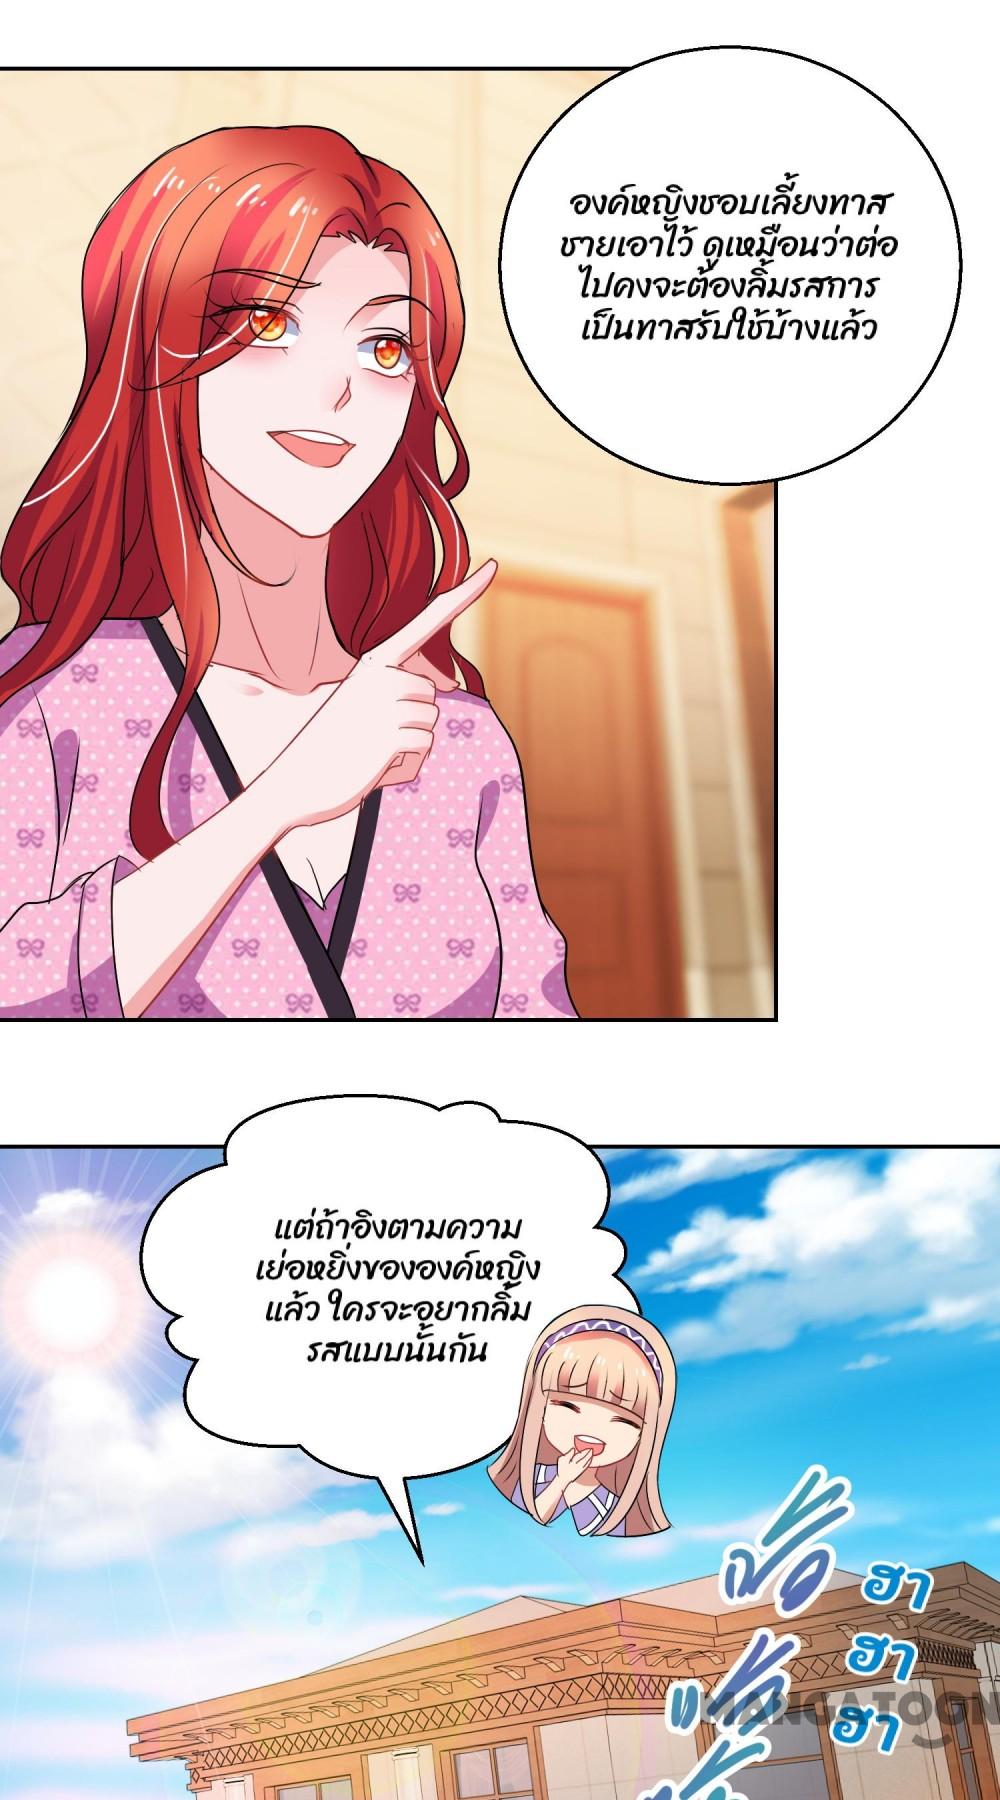 องค์หญิงชอบเลี้ยงทาส
ชายเอาไว้ ดูเหมือนว่าต่อ
ไปคงจะต้องลิ้มรสการ
เป็นทาสรับใช้บ้างแล้ว
แต่ถ้าอิงตามความ
เย่อหยิ่งขององค์หญิง
แล้ว ใครจะอยากลิ้ม
รสแบบนั้นกัน
ฮา
ฮา
ฮา
MANGATOON